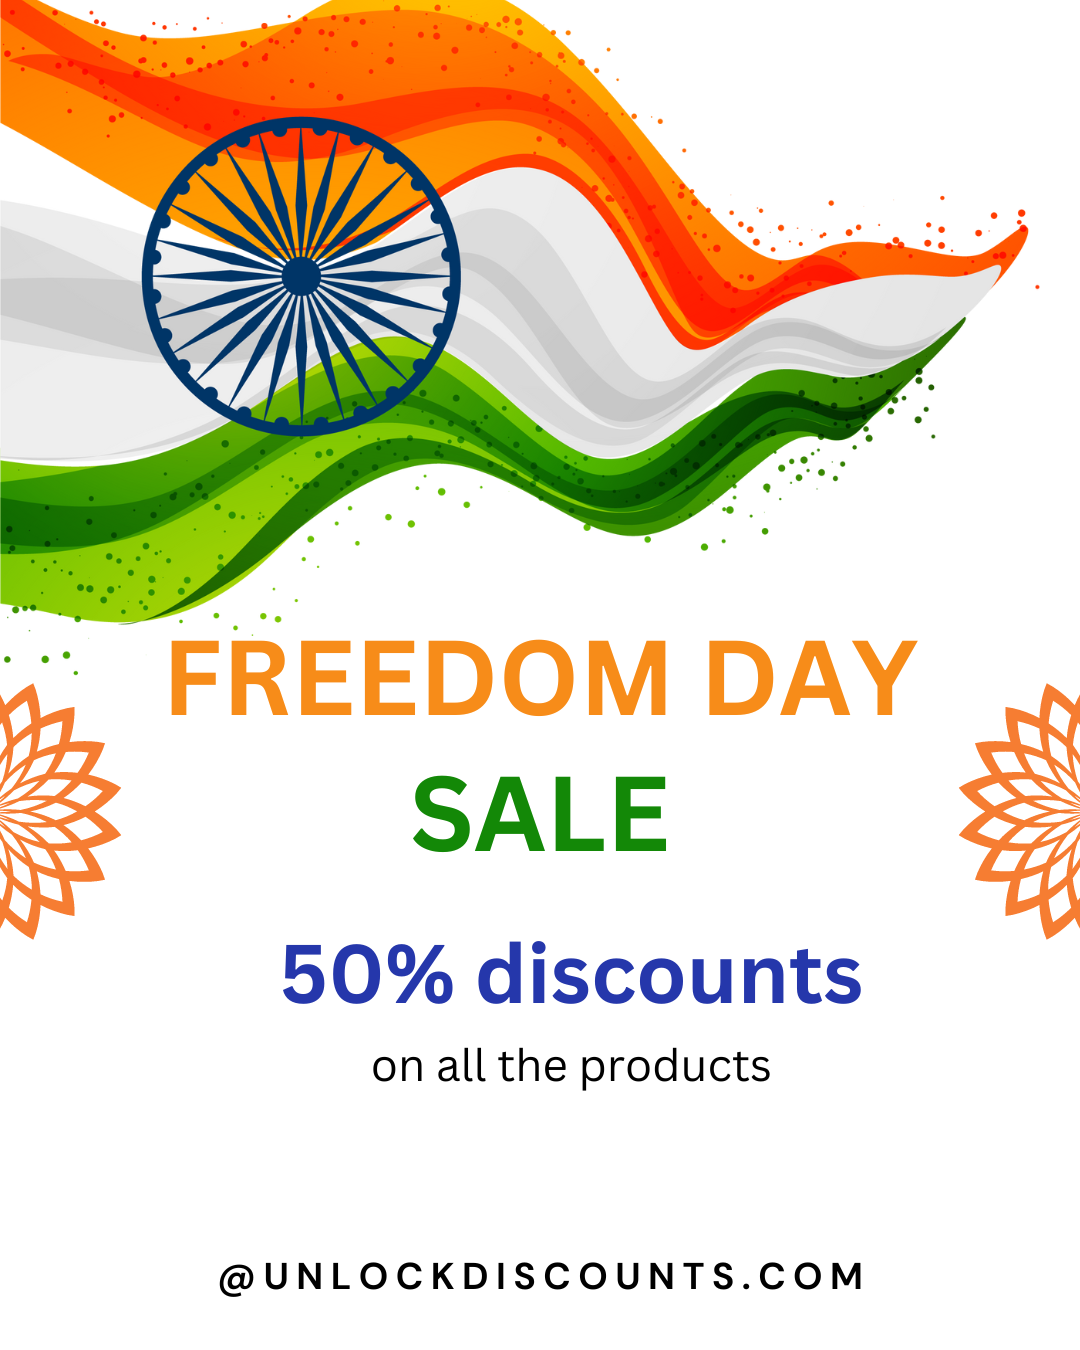 FREEDOM DAY
SALE
50% discounts
on all the products
@UNLOCKDISCOUNTS.COM